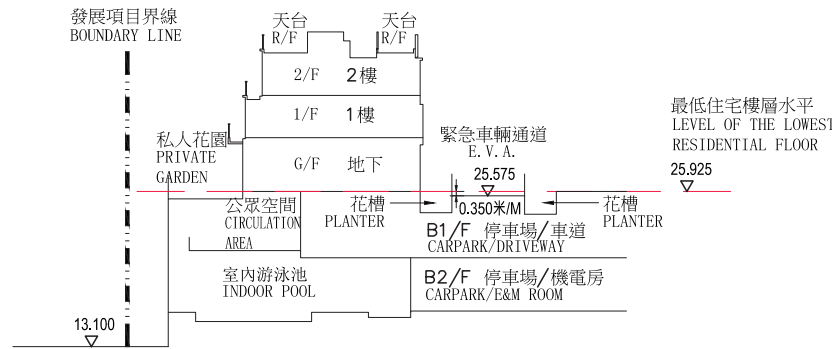 發展項目界線
BOUNDARY LINE
天台
R/F
天台
R/F
2/F 2樓
1/F 1樓
G/F 地下
私人花園
PRIVATE
GARDEN
緊急車輛通道
E.V.A.
25.575
最低住宅樓層水平
LEVEL OF THE LOWEST
RESIDENTIAL FLOOR
25.925
公眾空間
CIRCULATION
AREA
花槽
PLANTER
0.350米/M
花槽
PLANTER
B1/F 停車場/車道
CARPARK/DRIVEWAY
室內游泳池
INDOOR POOL
B2/F 停車場/機電房
CARPARK/E&M ROOM
13.100